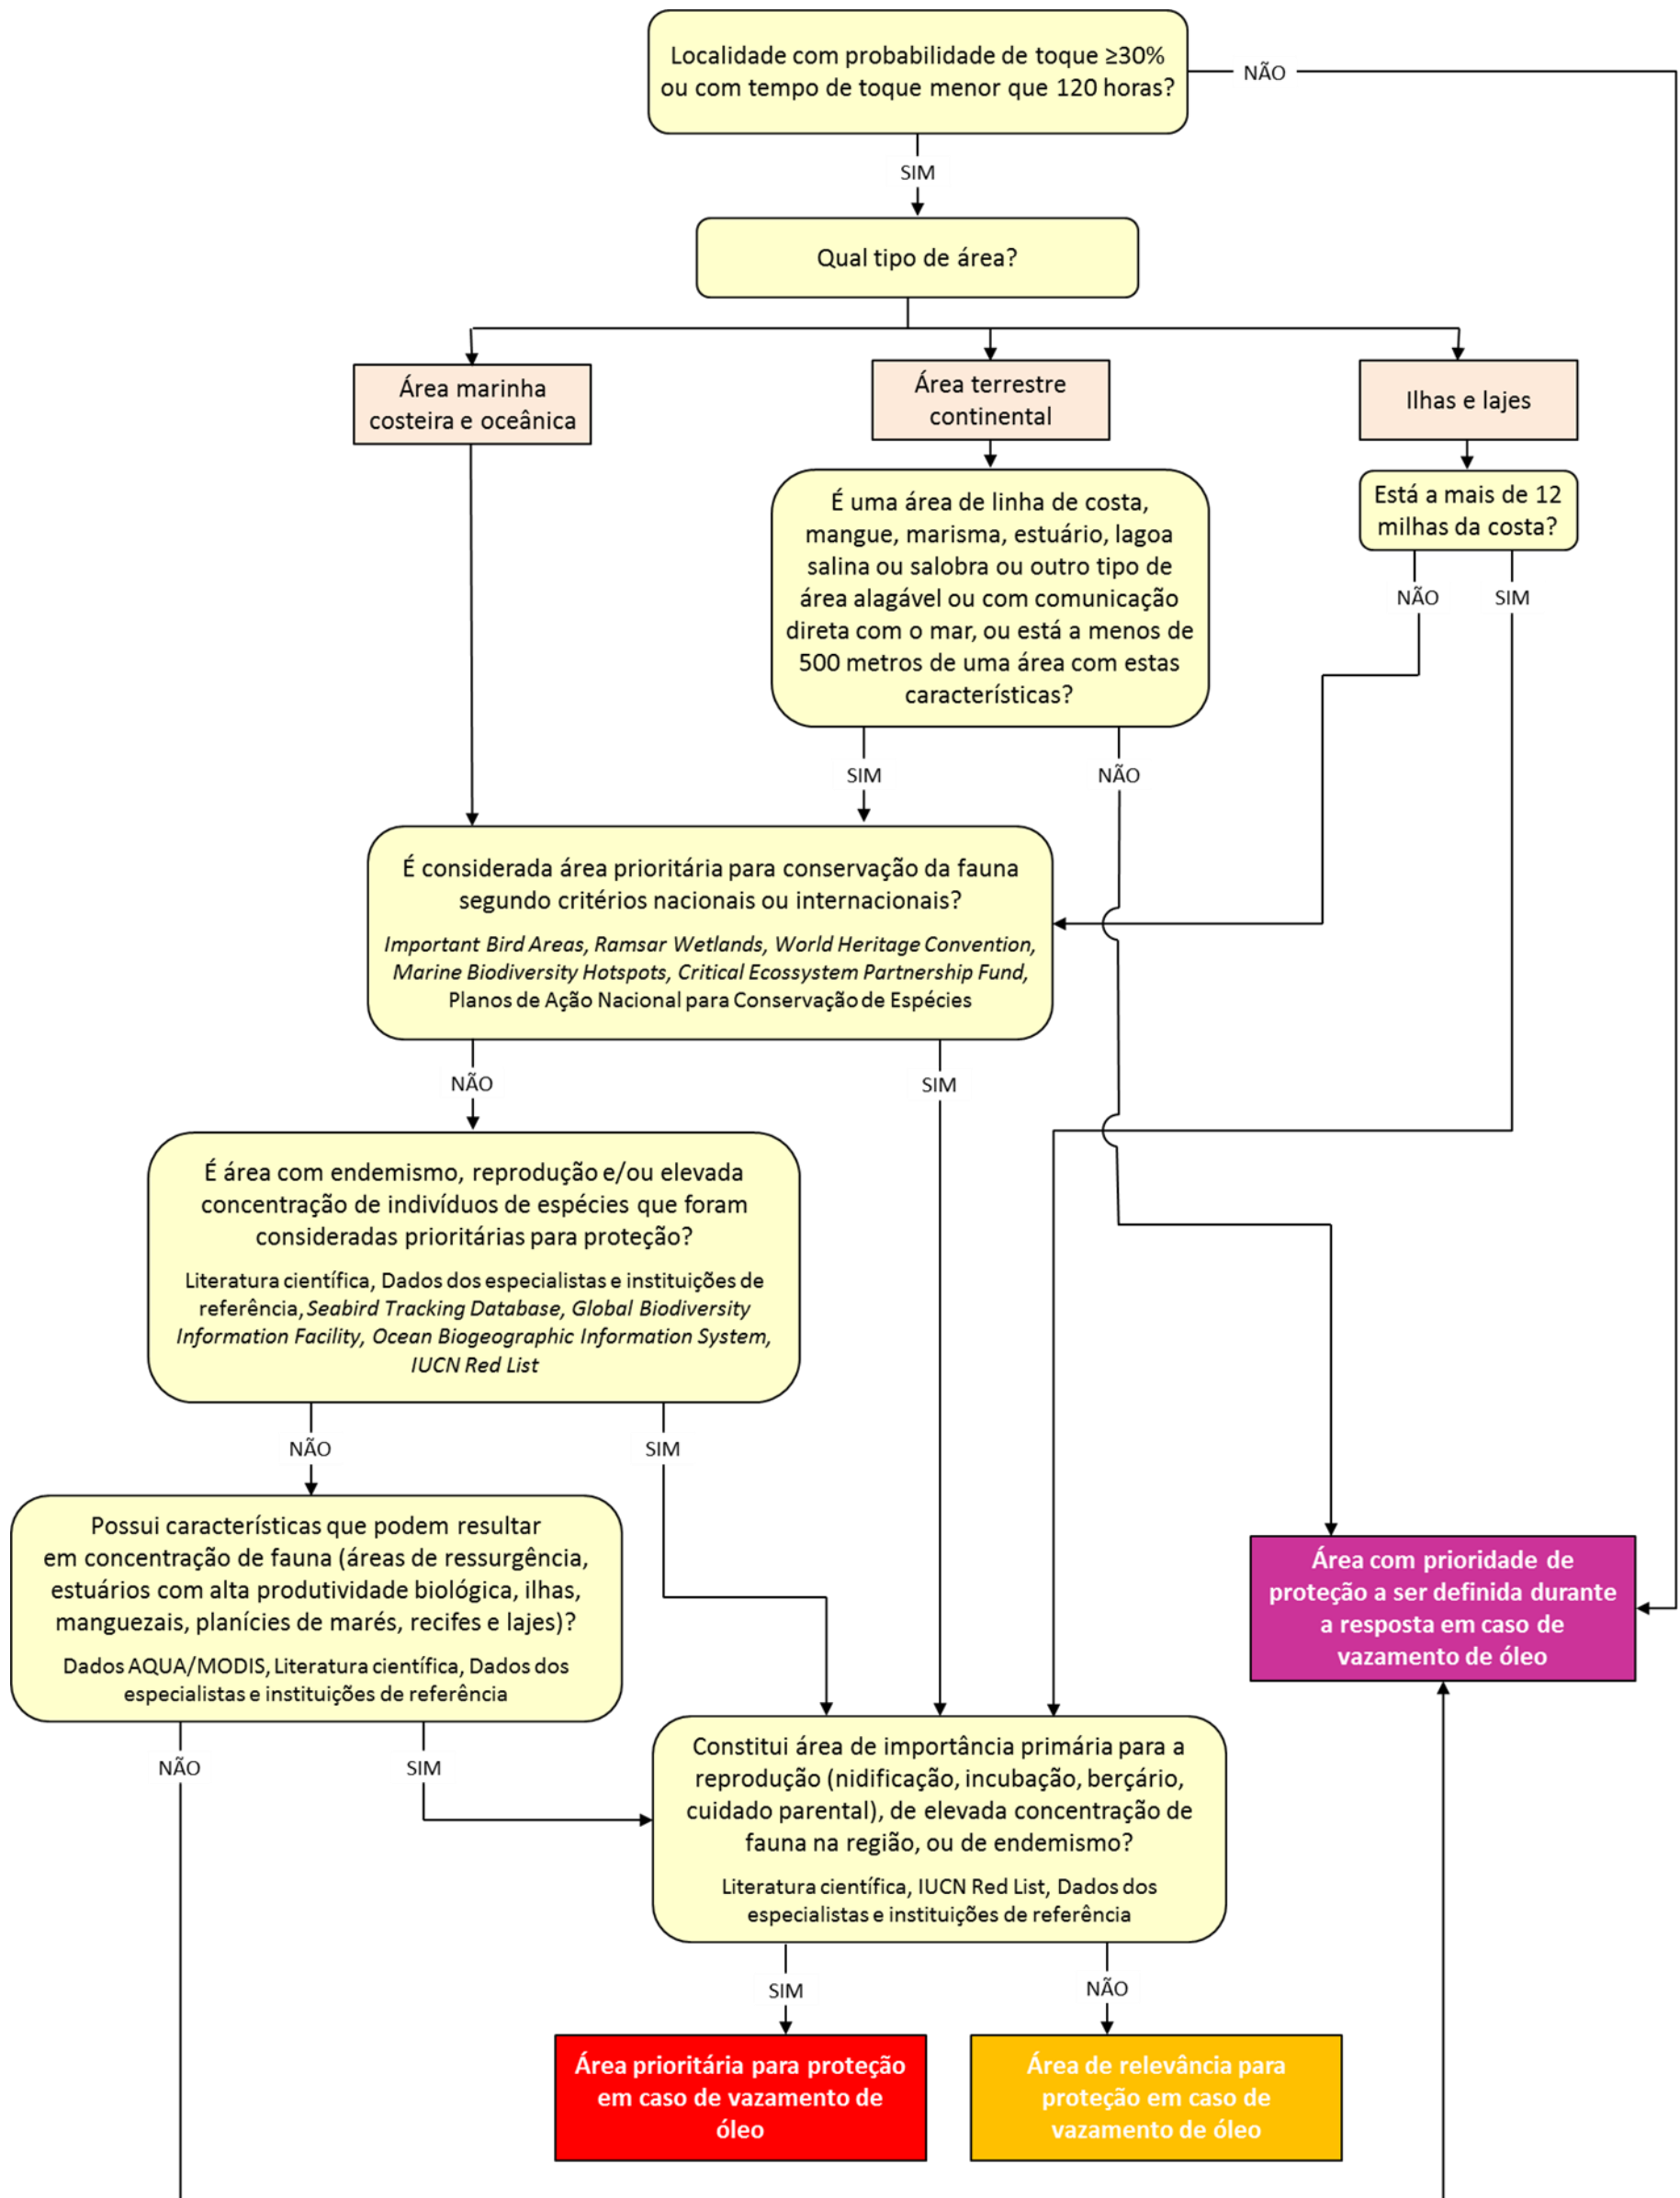 Localidade com probabilidade de toque ≥30%
ou com tempo de toque menor que 120 horas?
NÃO
SIM
Qual tipo de área?
Área marinha
costeira e oceânica
Área terrestre
continental
Ilhas e lajes
É uma área de linha de costa,
mangue, marisma, estuário, lagoa
salina ou salobra ou outro tipo de
área alagável ou com comunicação
direta com o mar, ou está a menos de
500 metros de uma área com estas
características?
Está a mais de 12
milhas da costa?
NÃO
SIM
SIM
NÃO
É considerada área prioritária para conservação da fauna
segundo critérios nacionais ou internacionais?
Important Bird Areas, Ramsar Wetlands, World Heritage Convention,
Marine Biodiversity Hotspots, Critical Ecosystem Partnership Fund,
Planos de Ação Nacional para Conservação de Espécies
NÃO
SIM
É área com endemismo, reprodução e/ou elevada
concentração de indivíduos de espécies que foram
consideradas prioritárias para proteção?
Literatura científica, Dados dos especialistas e instituições de
referência, Seabird Tracking Database, Global Biodiversity
Information Facility, Ocean Biogeographic Information System,
IUCN Red List
NÃO
SIM
Possui características que podem resultar
em concentração de fauna (áreas de ressurgência,
estuários com alta produtividade biológica, ilhas,
manguezais, planícies de marés, recifes e lajes)?
Dados AQUA/MODIS, Literatura científica, Dados dos
especialistas e instituições de referência
Área com prioridade de
proteção a ser definida durante
a resposta em caso de
vazamento de óleo
NÃO
SIM
Constitui área de importância primária para a
reprodução (nidificação, incubação, berçário,
cuidado parental), de elevada concentração de
fauna na região, ou de endemismo?
Literatura científica, IUCN Red List, Dados dos
especialistas e instituições de referência
SIM
NÃO
Área prioritária para proteção
em caso de vazamento de
óleo
Área de relevância para
proteção em caso de
vazamento de óleo